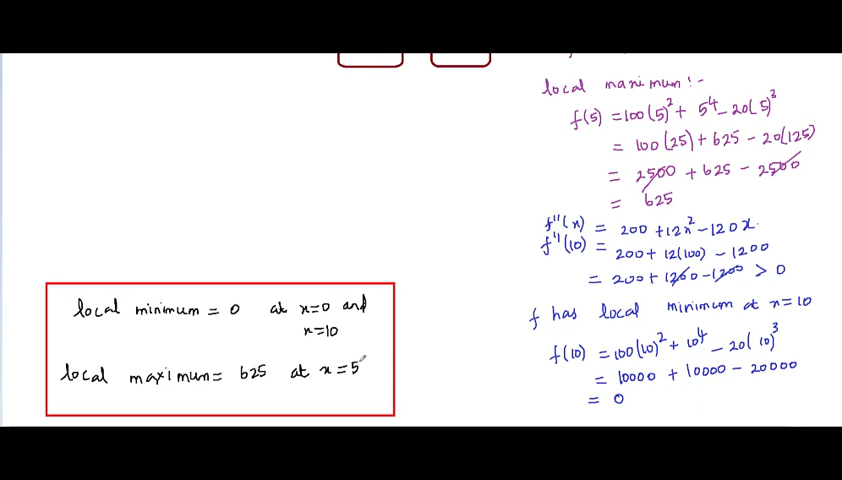 local maximum:-
f(5) = 100(5)² + 5⁴ - 20(5)³
= 100(25) + 625 - 20(125)
= 2500 + 625 - 2500
= 625
f''(x) = 200 + 12x² - 120x.
f''(10) = 200 + 12(100) - 1200
= 200 + 1200 - 1200 > 0
f has local minimum at x=10
f(10) = 100(10)² + 10⁴ - 20(10)³
= 10000 + 10000 - 20000
= 0
local minimum = 0 at x=0 and
x=10
local maximum = 625 at x=5